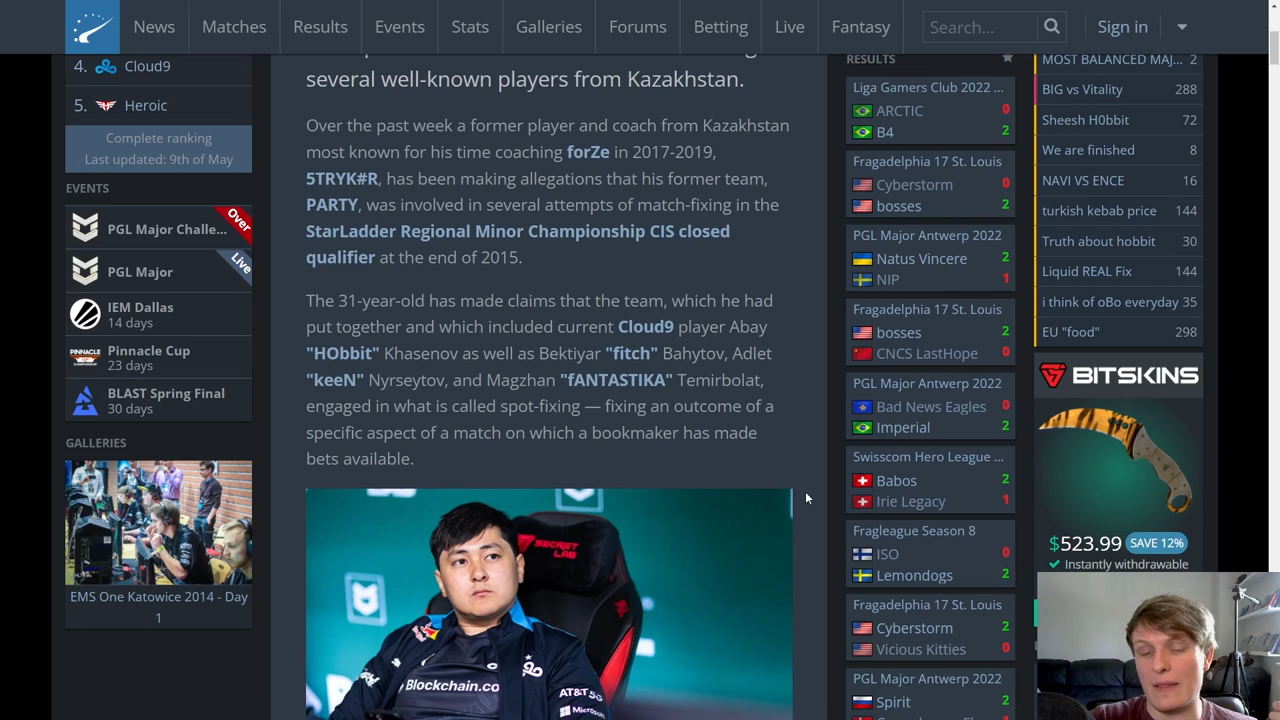 News
Matches
Results
Events
Stats
Galleries
Forums
Betting
Live
Fantasy
Search...
Sign in
4. Cloud9
5. Heroic
Complete ranking
Last updated: 9th of May
EVENTS
PGL Major Challe...
Over
PGL Major
Live
IEM Dallas
14 days
Pinnacle Cup
23 days
BLAST Spring Final
30 days
GALLERIES
EMS One Katowice 2014 - Day
1
several well-known players from Kazakhstan.
Over the past week a former player and coach from Kazakhstan
most known for his time coaching forZe in 2017-2019,
5TRYK#R, has been making allegations that his former team,
PARTY, was involved in several attempts of match-fixing in the
StarLadder Regional Minor Championship CIS closed
qualifier at the end of 2015.
The 31-year-old has made claims that the team, which he had
put together and which included current Cloud9 player Abay
"HObbit" Khasenov as well as Bektiyar "fitch" Bahytov, Adlet
"keeN" Nyrseytov, and Magzhan "fANTASTIKA" Temirbolat,
engaged in what is called spot-fixing — fixing an outcome of a
specific aspect of a match on which a bookmaker has made
bets available.
SECRET
LAB
Blockchain.co
AT&T 5G
Microsof
RESULTS
Liga Gamers Club 2022 ...
ARCTIC 0
B4 2
Fragadelphia 17 St. Louis
Cyberstorm 0
bosses 2
PGL Major Antwerp 2022
Natus Vincere 2
NIP 1
Fragadelphia 17 St. Louis
bosses 2
CNCS LastHope 0
PGL Major Antwerp 2022
Bad News Eagles 0
Imperial 2
Swisscom Hero League ...
Babos 2
Irie Legacy 1
Fragleague Season 8
ISO 0
Lemondogs 2
Fragadelphia 17 St. Louis
Cyberstorm 2
Vicious Kitties 0
PGL Major Antwerp 2022
Spirit 2
MOST BALANCED MAJ... 2
BIG vs Vitality 288
Sheesh H0bbit 72
We are finished 8
NAVI VS ENCE 16
turkish kebab price 144
Truth about hobbit 30
Liquid REAL Fix 144
i think of oBo everyday 35
EU "food" 298
BITSKINS
$523.99 SAVE 12%
Instantly withdrawable